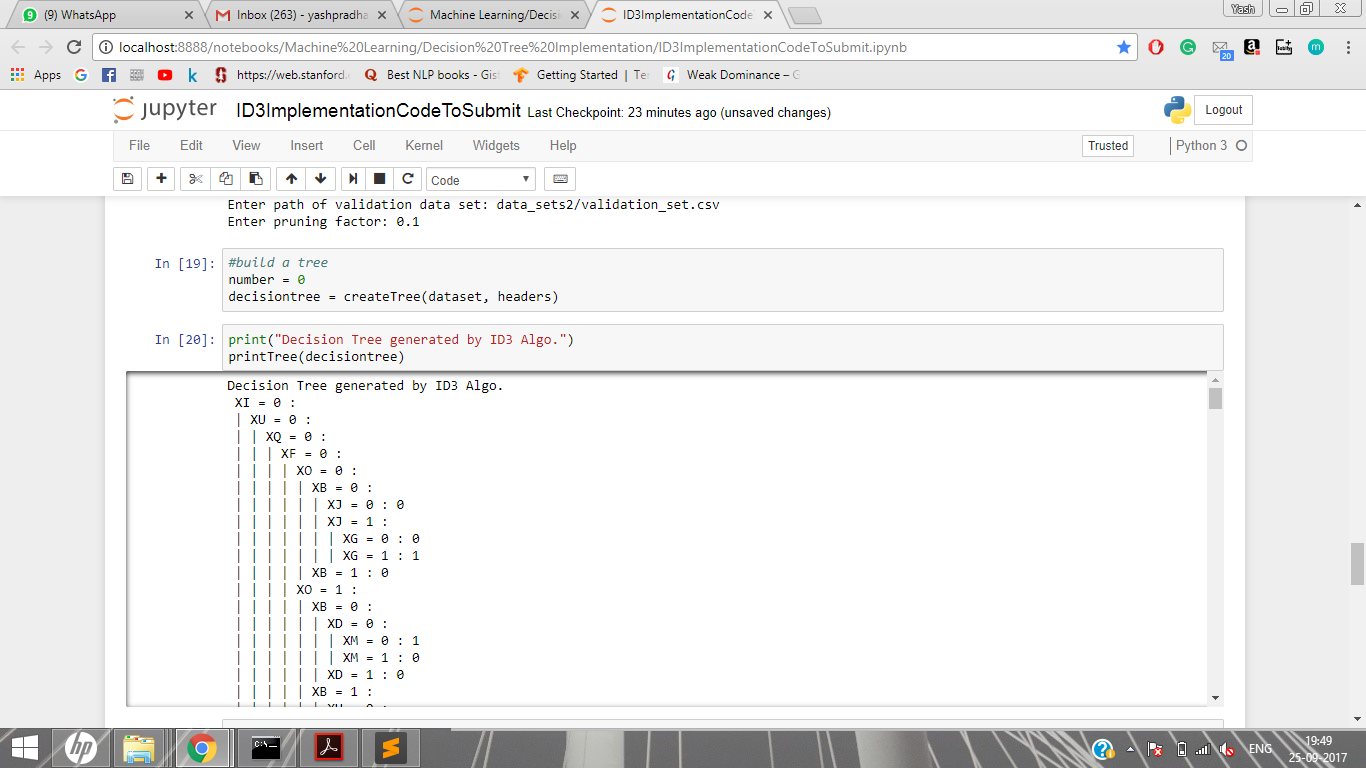 (9) WhatsApp
Inbox (263) - yashpradha
Machine Learning/Decisi
ID3ImplementationCode
Yash
localhost:8888/notebooks/Machine%20Learning/Decision%20Tree%20Implementation/ID3ImplementationCodeToSubmit.ipynb
20
Apps
https://web.stanford.
Best NLP books - Gis
Getting Started | Te
Weak Dominance – G
jupyter
ID3ImplementationCodeToSubmit Last Checkpoint: 23 minutes ago (unsaved changes)
Logout
File Edit View Insert Cell Kernel Widgets Help
Trusted
Python 3
Code
Enter path of validation data set: data_sets2/validation_set.csv
Enter pruning factor: 0.1
In [19]:
#build a tree
number = 0
decisiontree = createTree(dataset, headers)
In [20]:
print("Decision Tree generated by ID3 Algo.")
printTree(decisiontree)
Decision Tree generated by ID3 Algo.
XI = 0 :
| XU = 0 :
| | XQ = 0 :
| | | XF = 0 :
| | | | XO = 0 :
| | | | | XB = 0 :
| | | | | | XJ = 0 : 0
| | | | | | XJ = 1 :
| | | | | | | XG = 0 : 0
| | | | | | | XG = 1 : 1
| | | | | XB = 1 : 0
| | | | XO = 1 :
| | | | | XB = 0 :
| | | | | | XD = 0 :
| | | | | | | XM = 0 : 1
| | | | | | | XM = 1 : 0
| | | | | | XD = 1 : 0
| | | | | XB = 1 :
ENG
19:49
25-09-2017